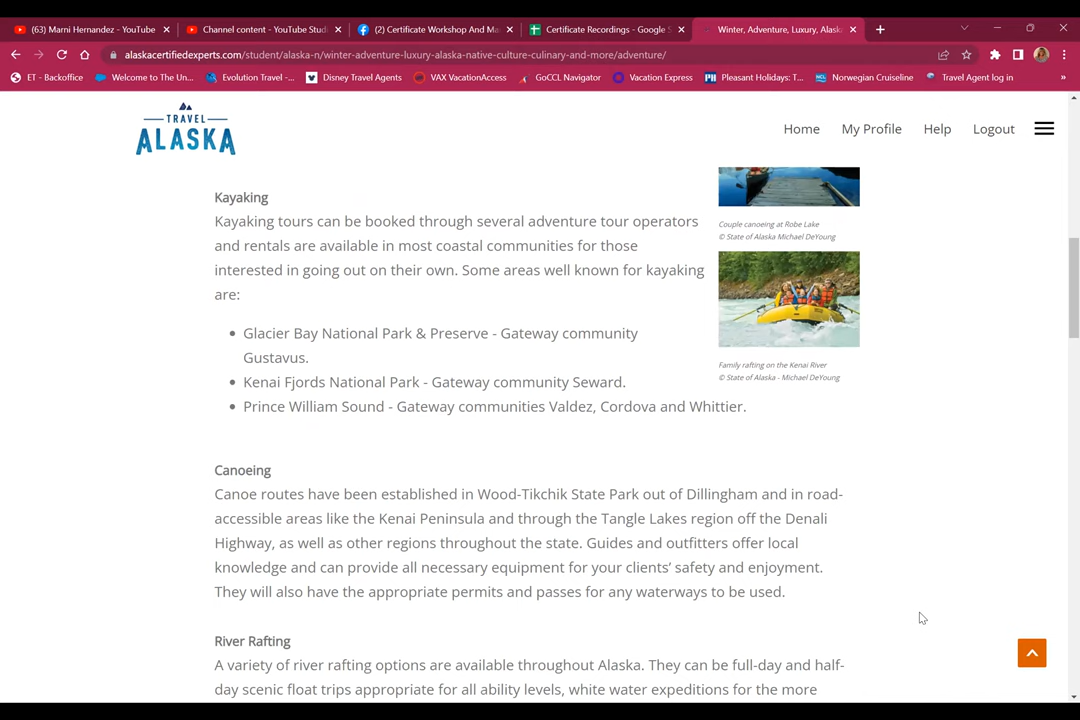 (63) Marni Hernandez - YouTube
Channel content - YouTube Stud
(2) Certificate Workshop And Ma
Certificate Recordings - Google S
Winter, Adventure, Luxury, Alask
alaskacertifiedexperts.com/student/alaska-n/winter-adventure-luxury-alaska-native-culture-culinary-and-more/adventure/
ET - Backoffice
Welcome to The Un...
Evolution Travel -...
Disney Travel Agents
VAX VacationAccess
GoCCL Navigator
Vacation Express
Pleasant Holidays: T...
Norwegian Cruiseline
Travel Agent log in
»
TRAVEL
ALASKA
Home
My Profile
Help
Logout
Kayaking
Kayaking tours can be booked through several adventure tour operators
and rentals are available in most coastal communities for those
interested in going out on their own. Some areas well known for kayaking
are:
• Glacier Bay National Park & Preserve - Gateway community
Gustavus.
• Kenai Fjords National Park - Gateway community Seward.
• Prince William Sound - Gateway communities Valdez, Cordova and Whittier.
Couple canoeing at Robe Lake
© State of Alaska Michael DeYoung
Family rafting on the Kenai River
© State of Alaska - Michael DeYoung
Canoeing
Canoe routes have been established in Wood-Tikchik State Park out of Dillingham and in road-
accessible areas like the Kenai Peninsula and through the Tangle Lakes region off the Denali
Highway, as well as other regions throughout the state. Guides and outfitters offer local
knowledge and can provide all necessary equipment for your clients’ safety and enjoyment.
They will also have the appropriate permits and passes for any waterways to be used.
River Rafting
A variety of river rafting options are available throughout Alaska. They can be full-day and half-
day scenic float trips appropriate for all ability levels, white water expeditions for the more